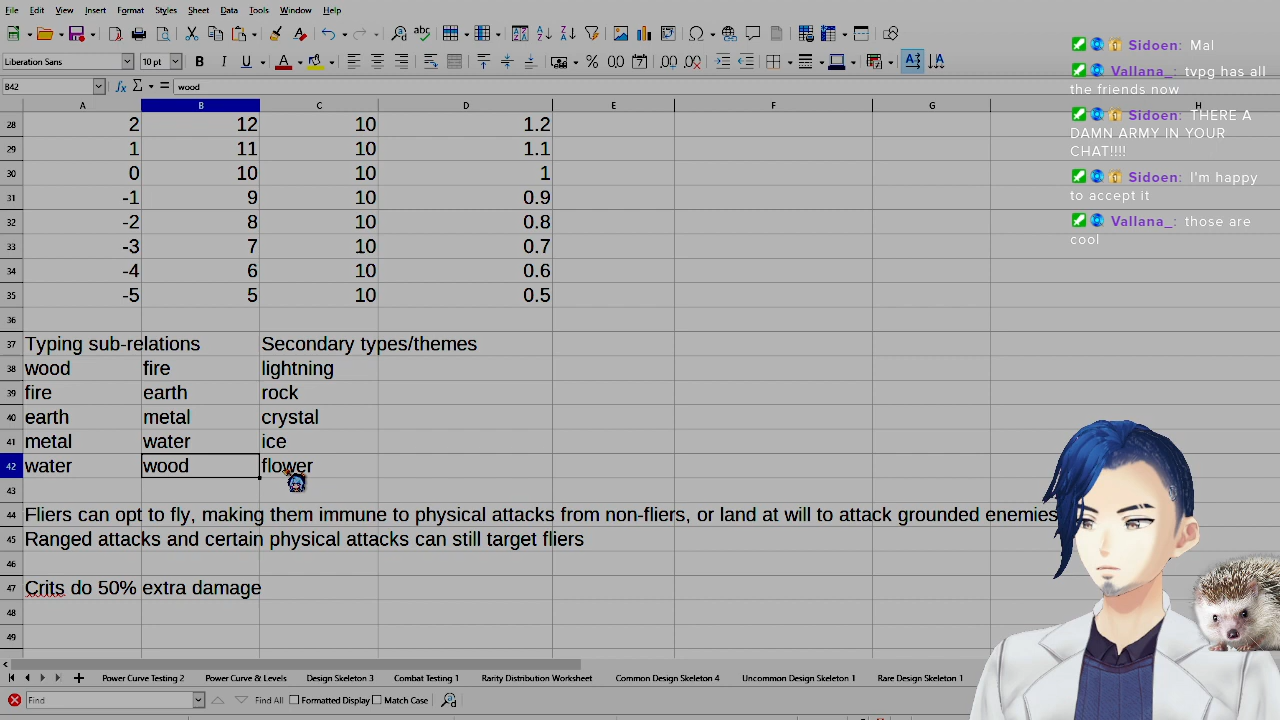 File Edit View Insert Format Styles Sheet Data Tools Window Help
Liberation Sans 10 pt
B42 wood
A B C D E F G H
28 2 12 10 1.2
29 1 11 10 1.1
30 0 10 10 1
31 -1 9 10 0.9
32 -2 8 10 0.8
33 -3 7 10 0.7
34 -4 6 10 0.6
35 -5 5 10 0.5
36
37 Typing sub-relations Secondary types/themes
38 wood fire lightning
39 fire earth rock
40 earth metal crystal
41 metal water ice
42 water wood flower
43
44 Fliers can opt to fly, making them immune to physical attacks from non-fliers, or land at will to attack grounded enemies
45 Ranged attacks and certain physical attacks can still target fliers
46
47 Crits do 50% extra damage
48
49
Power Curve Testing 2 Power Curve & Levels Design Skeleton 3 Combat Testing 1 Rarity Distribution Worksheet Common Design Skeleton 4 Uncommon Design Skeleton 1 Rare Design Skeleton 1
Find Find All Formatted Display Match Case
Sidoen: Mal
Vallana_: tvpg has all
the friends now
Sidoen: THERE A
DAMN ARMY IN YOUR
CHAT!!!!
Sidoen: I'm happy
to accept it
Vallana_: those are
cool